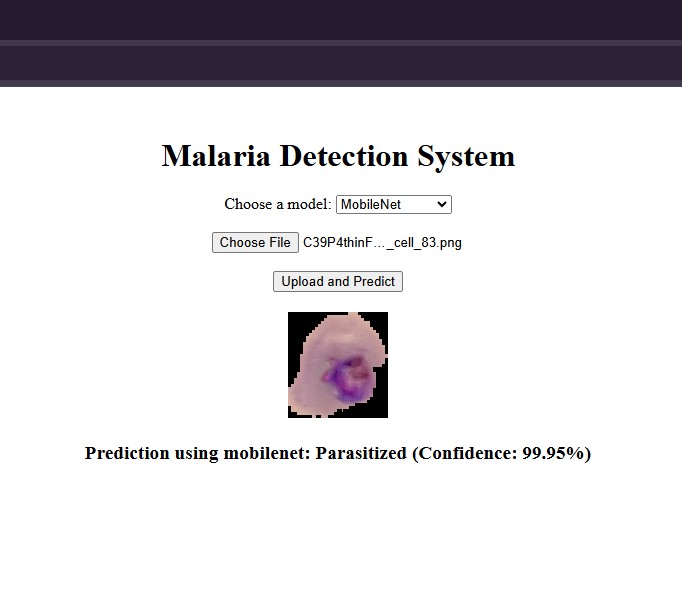 Malaria Detection System
Choose a model: MobileNet
Choose File C39P4thinF…_cell_83.png
Upload and Predict
Prediction using mobilenet: Parasitized (Confidence: 99.95%)